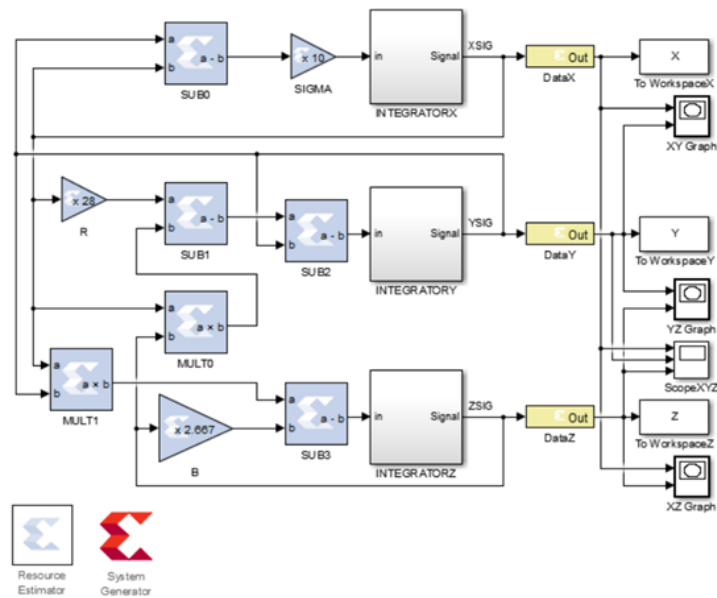 a
b
a - b
SUB0
x 10
SIGMA
in
Signal
INTEGRATORX
XSIG
Out
DataX
X
To WorkspaceX
XY Graph
x 28
R
a
b
a - b
SUB1
a
b
a - b
SUB2
in
Signal
INTEGRATORY
YSIG
Out
DataY
Y
To WorkspaceY
YZ Graph
a
b
a × b
MULT0
ScopeXYZ
a
b
a × b
MULT1
x 2.667
B
a
b
a - b
SUB3
in
Signal
INTEGRATORZ
ZSIG
Out
DataZ
Z
To WorkspaceZ
XZ Graph
Resource
Estimator
System
Generator